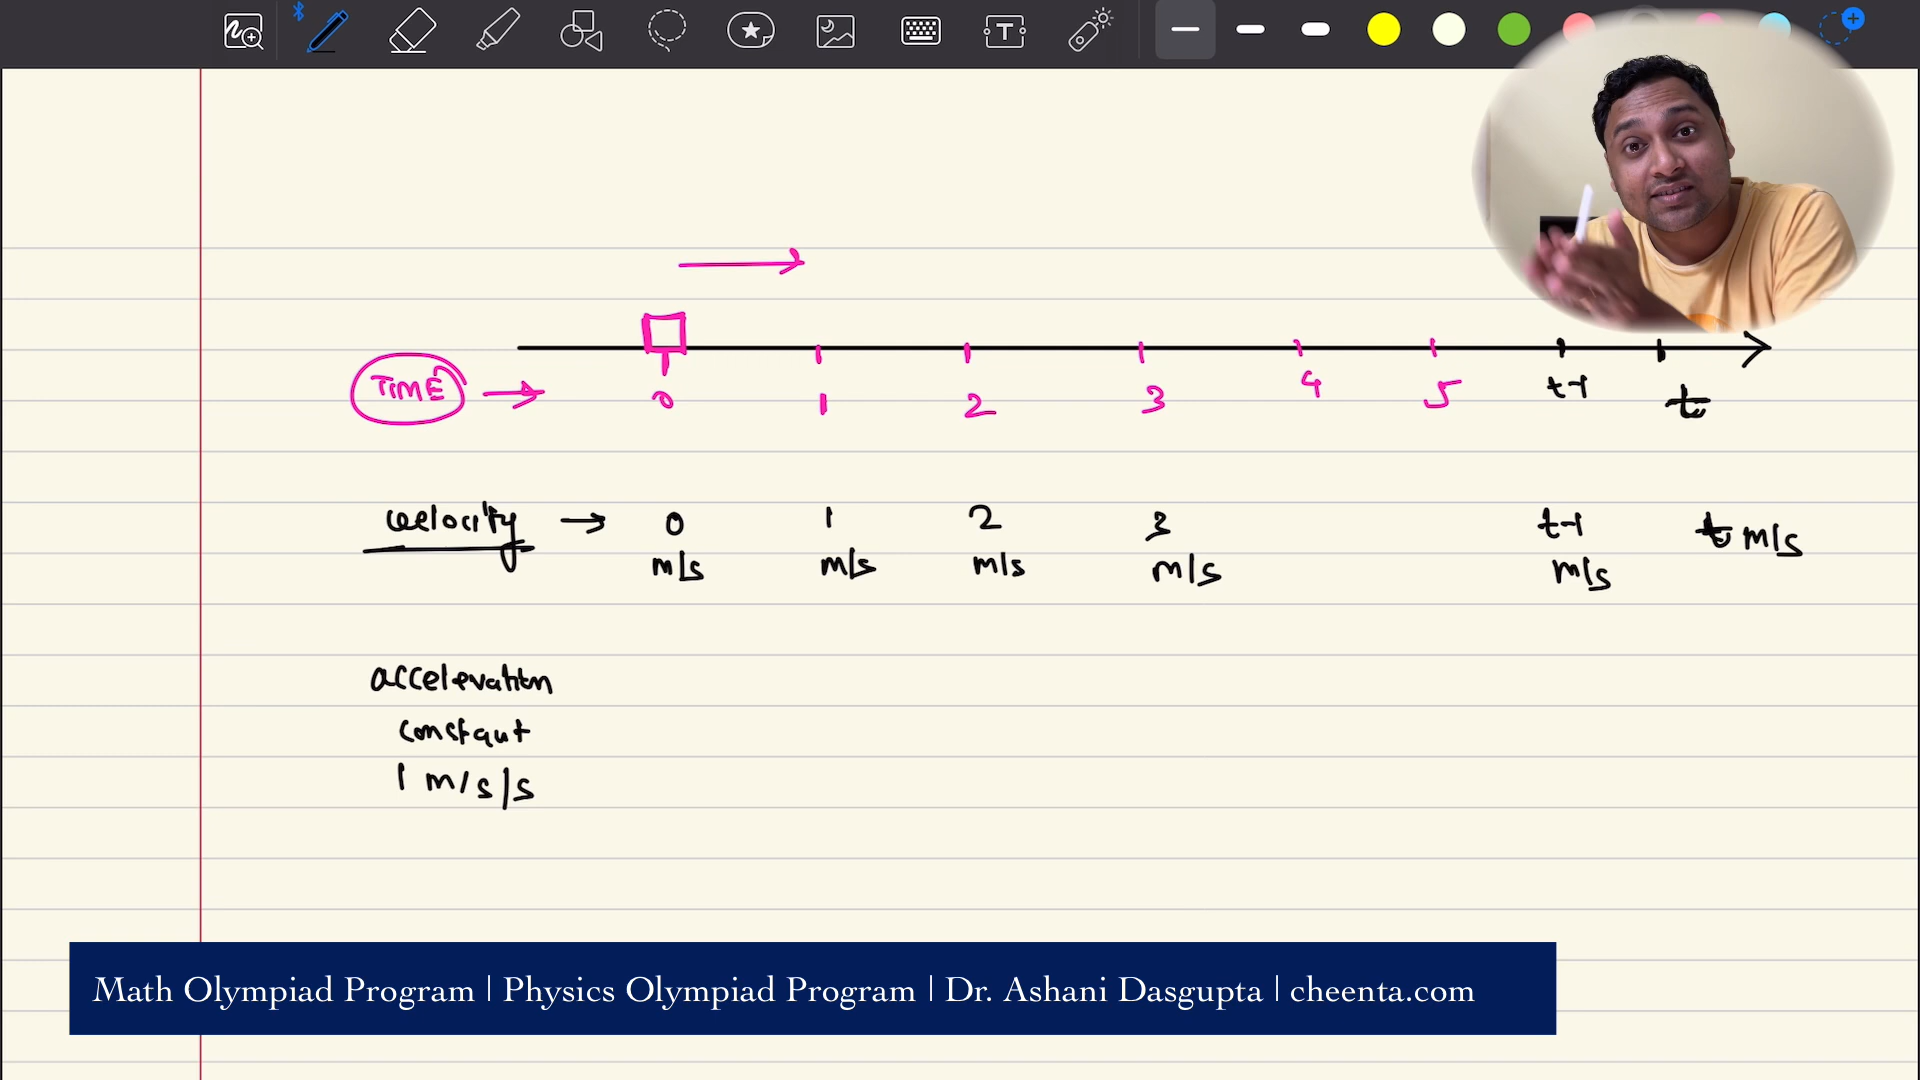 T
TIME → 0 1 2 3 4 5 t-1 t
velocity → 0 1 2 3 t-1 t m/s
m/s m/s m/s m/s m/s
acceleration
constant
1 m/s/s
Math Olympiad Program | Physics Olympiad Program | Dr. Ashani Dasgupta | cheenta.com